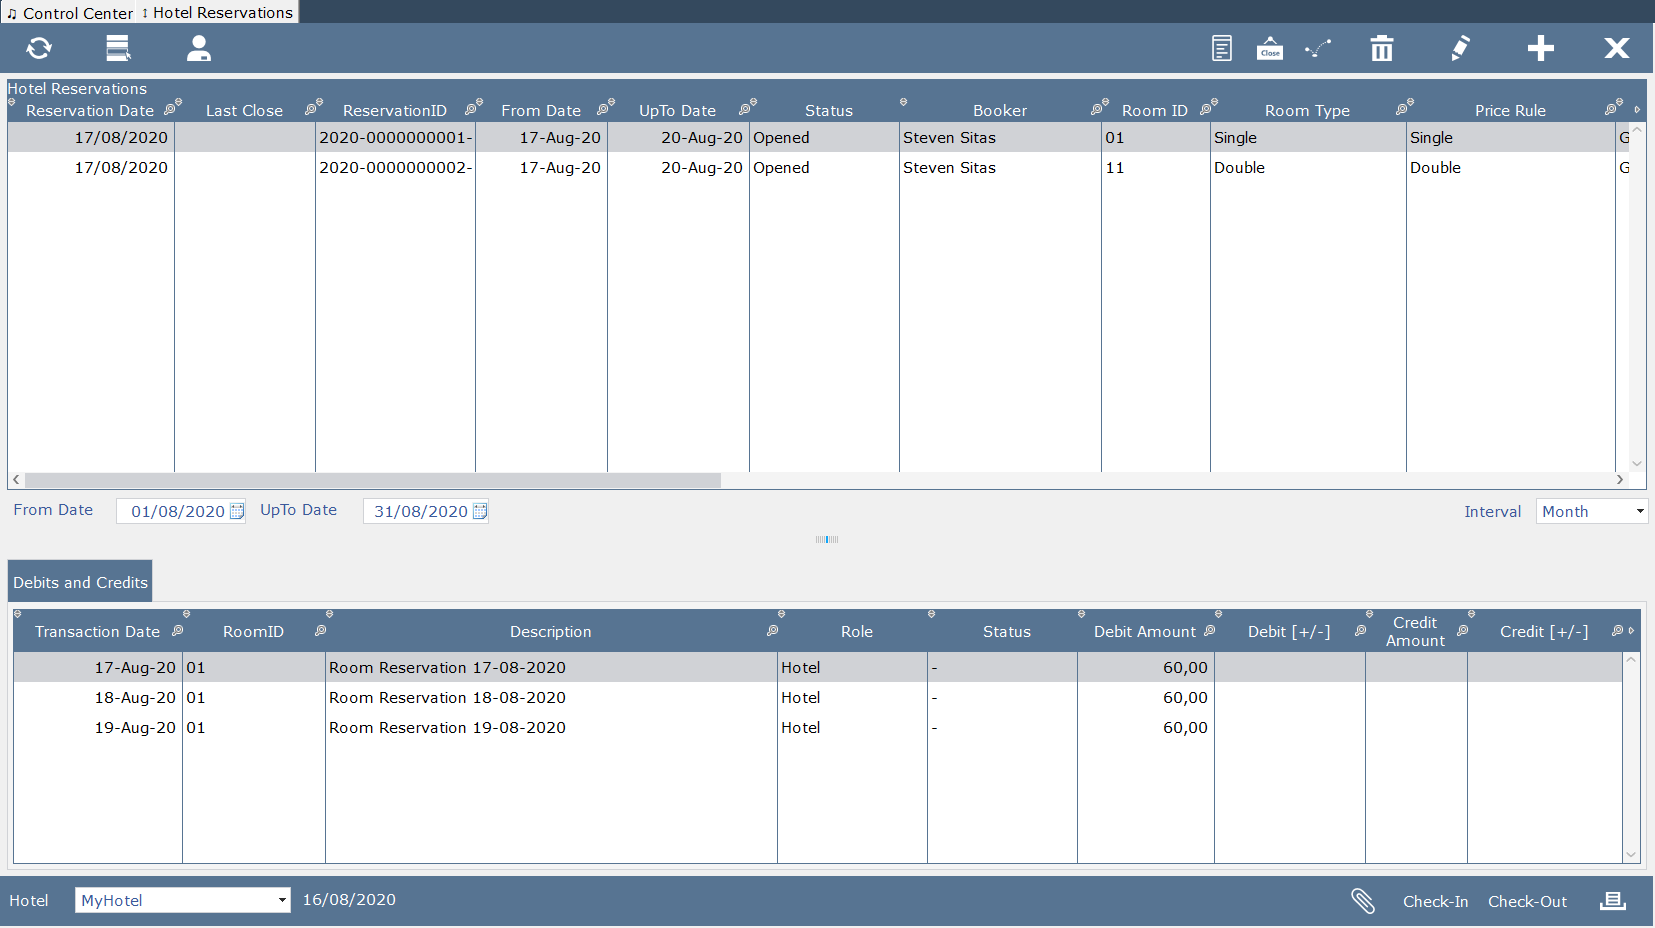 Control Center Hotel Reservations
Close
Hotel Reservations
Reservation Date Last Close ReservationID From Date UpTo Date Status Booker Room ID Room Type Price Rule
17/08/2020 2020-0000000001- 17-Aug-20 20-Aug-20 Opened Steven Sitas 01 Single Single G
17/08/2020 2020-0000000002- 17-Aug-20 20-Aug-20 Opened Steven Sitas 11 Double Double G
From Date 01/08/2020 UpTo Date 31/08/2020 Interval Month
Debits and Credits
Transaction Date RoomID Description Role Status Debit Amount Debit [+/-] Credit Amount Credit [+/-]
17-Aug-20 01 Room Reservation 17-08-2020 Hotel - 60,00
18-Aug-20 01 Room Reservation 18-08-2020 Hotel - 60,00
19-Aug-20 01 Room Reservation 19-08-2020 Hotel - 60,00
Hotel MyHotel 16/08/2020 Check-In Check-Out